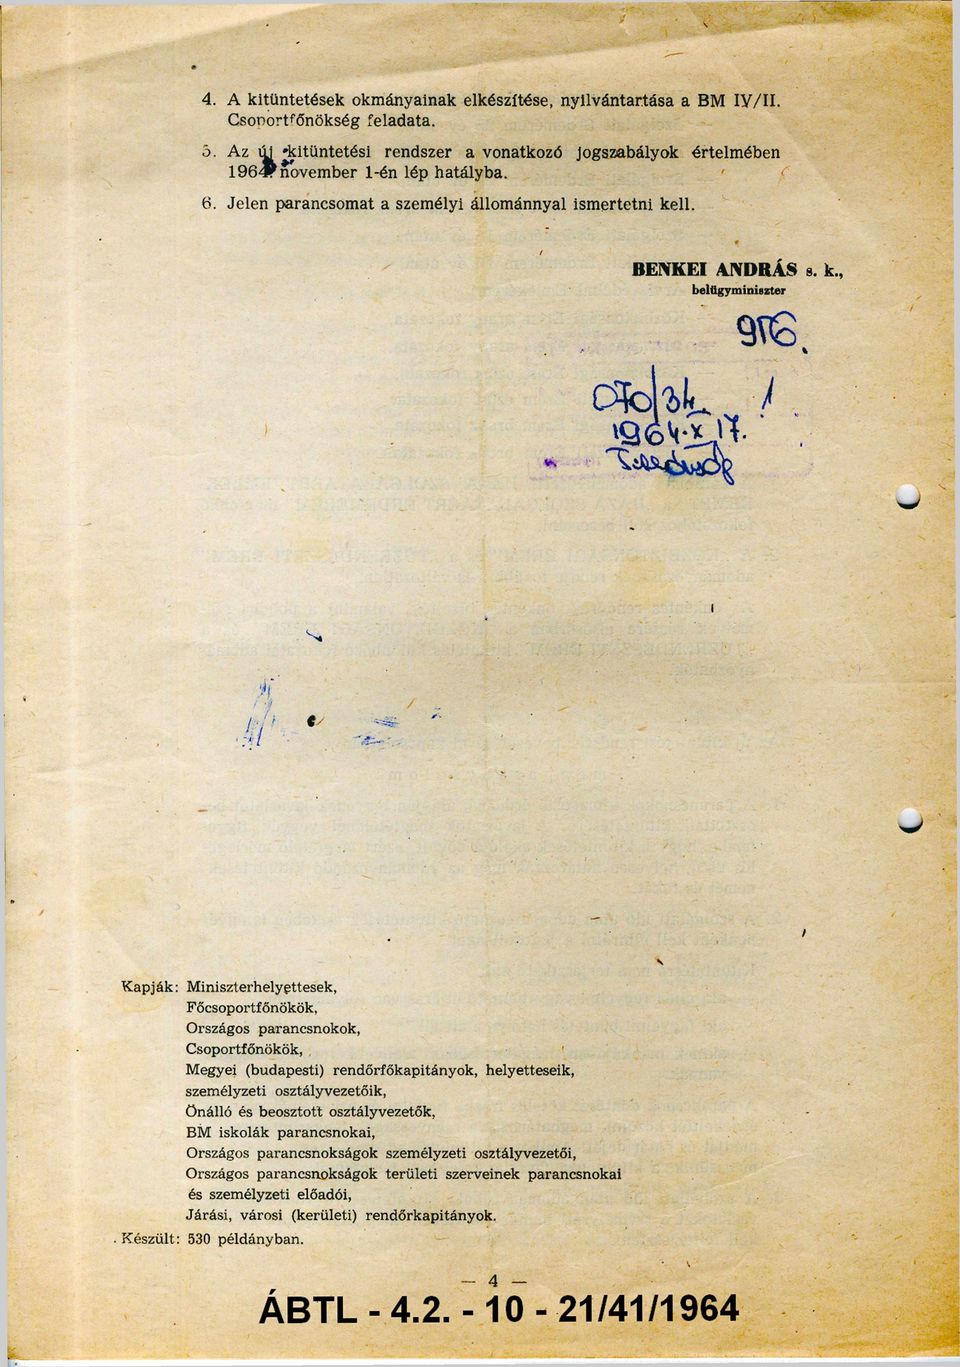 4. A kitüntetések okmányainak elkészítése, nyilvántartása a BM IV/II.
Csoportfőnökség feladata.
5. Az új kitüntetési rendszer a vonatkozó jogszabályok értelmében
1964. november 1-én lép hatályba.
6. Jelen parancsomat a személyi állománnyal ismertetni kell.
BENKEI ANDRÁS s. k.,
belügyminiszter
976.
070/34 /
1964. X 17.
Kapják: Miniszterhelyettesek,
Főcsoportfőnökök,
Országos parancsnokok,
Csoportfőnökök,
Megyei (budapesti) rendőrfőkapitányok, helyetteseik,
személyzeti osztályvezetőik,
Önálló és beosztott osztályvezetők,
BM iskolák parancsnokai,
Országos parancsnokságok személyzeti osztályvezetői,
Országos parancsnokságok területi szerveinek parancsnokai
és személyzeti előadói,
Járási, városi (kerületi) rendőrkapitányok.
Készült: 530 példányban.
— 4 —
ÁBTL - 4.2. - 10 - 21/41/1964